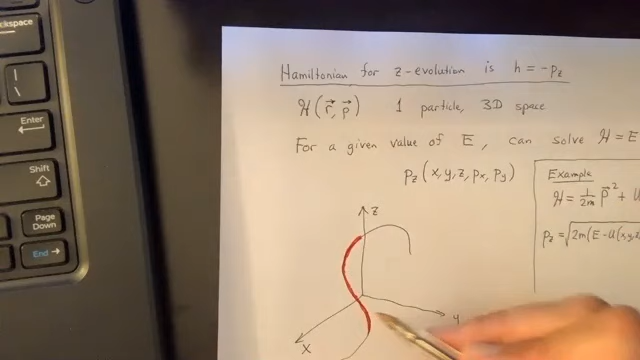 kspace
|
\
Enter
Shift
Page
Down
End
Hamiltonian for z-evolution is h = -pz
H(r⃗, p⃗) 1 particle, 3D space
For a given value of E, can solve H = E
pz(x,y,z,px,py)
Example
H = 1/2m p⃗² + U
pz = √2m(E-U(x,y,z
z
y
x